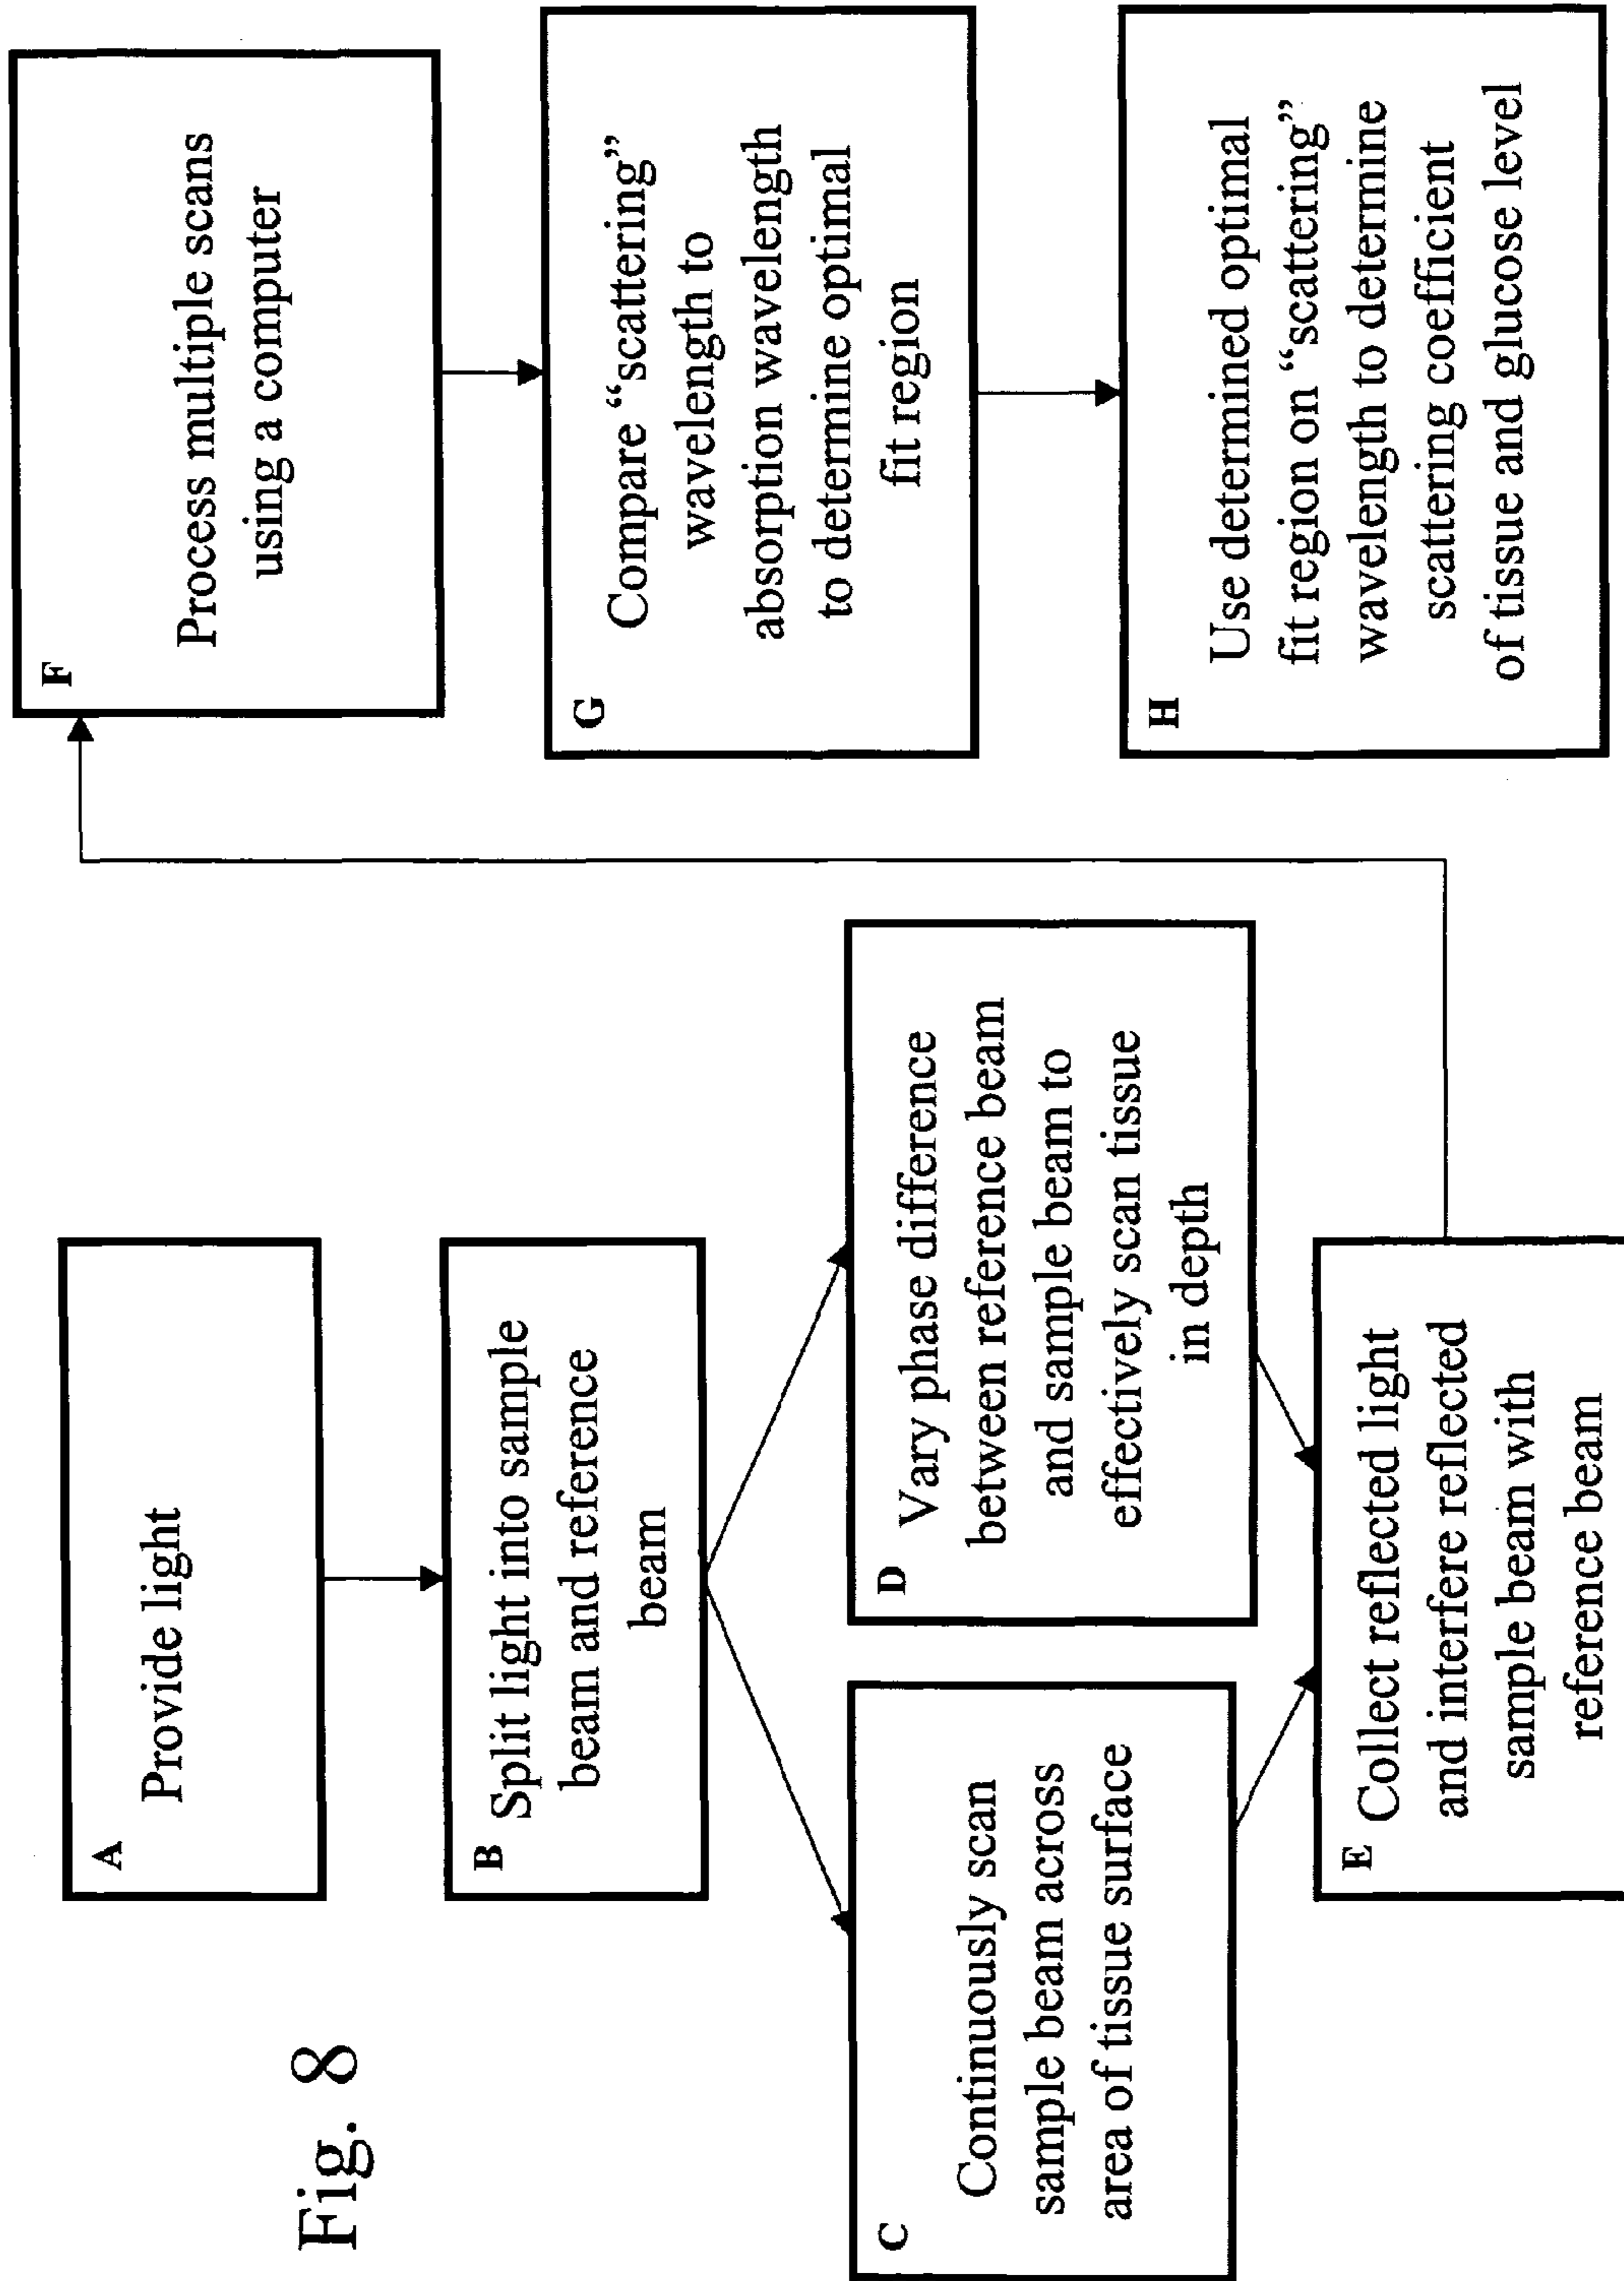 Fig. 8
A
Provide light
B
Split light into sample
beam and reference
beam
C
Continuously scan
sample beam across
area of tissue surface
D
Vary phase difference
between reference beam
and sample beam to
effectively scan tissue
in depth
E
Collect reflected light
and interfere reflected
sample beam with
reference beam
F
Process multiple scans
using a computer
G
Compare “scattering”
wavelength to
absorption wavelength
to determine optimal
fit region
H
Use determined optimal
fit region on “scattering”
wavelength to determine
scattering coefficient
of tissue and glucose level